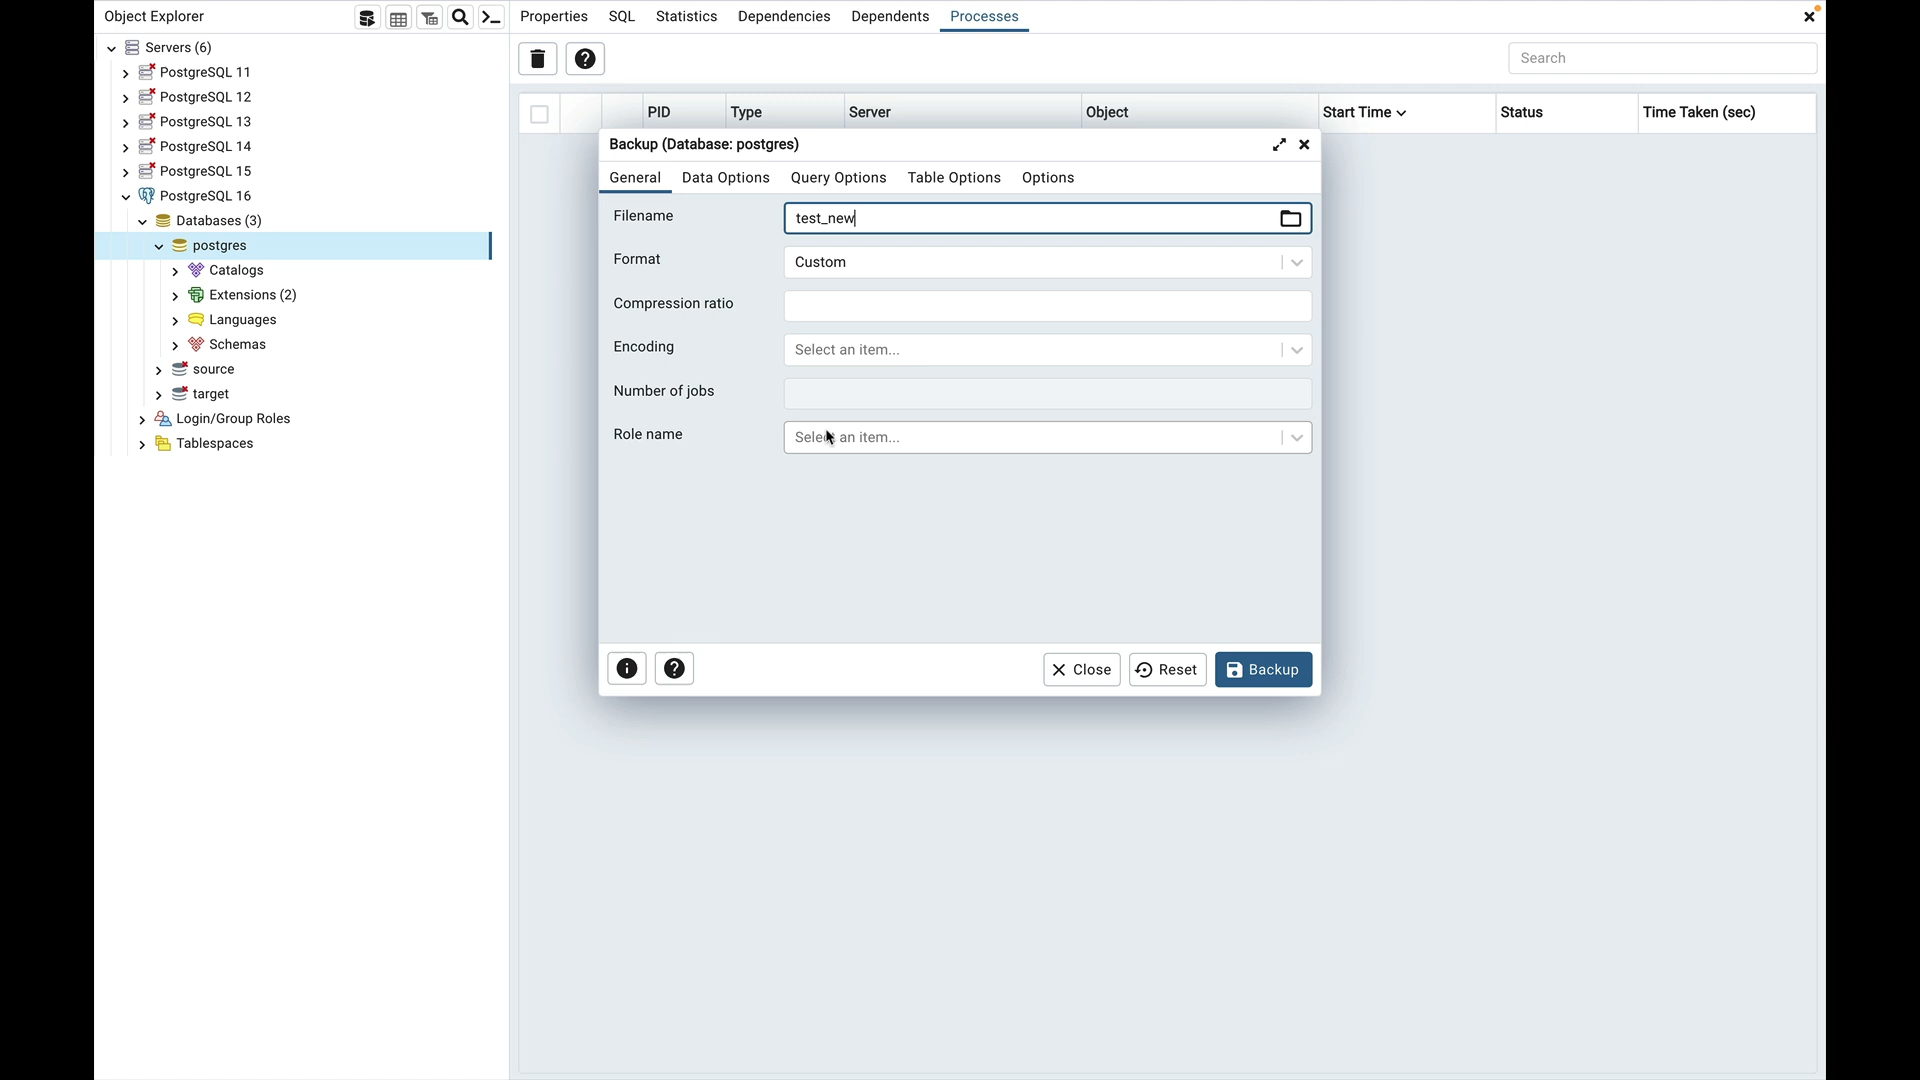 Object Explorer
Properties SQL Statistics Dependencies Dependents Processes
Servers (6)
PostgreSQL 11
PostgreSQL 12
PostgreSQL 13
PostgreSQL 14
PostgreSQL 15
PostgreSQL 16
Databases (3)
postgres
Catalogs
Extensions (2)
Languages
Schemas
source
target
Login/Group Roles
Tablespaces
Search
PID Type Server Object Start Time Status Time Taken (sec)
Backup (Database: postgres)
General Data Options Query Options Table Options Options
Filename test_new
Format Custom
Compression ratio
Encoding Select an item...
Number of jobs
Role name Select an item...
Close Reset Backup